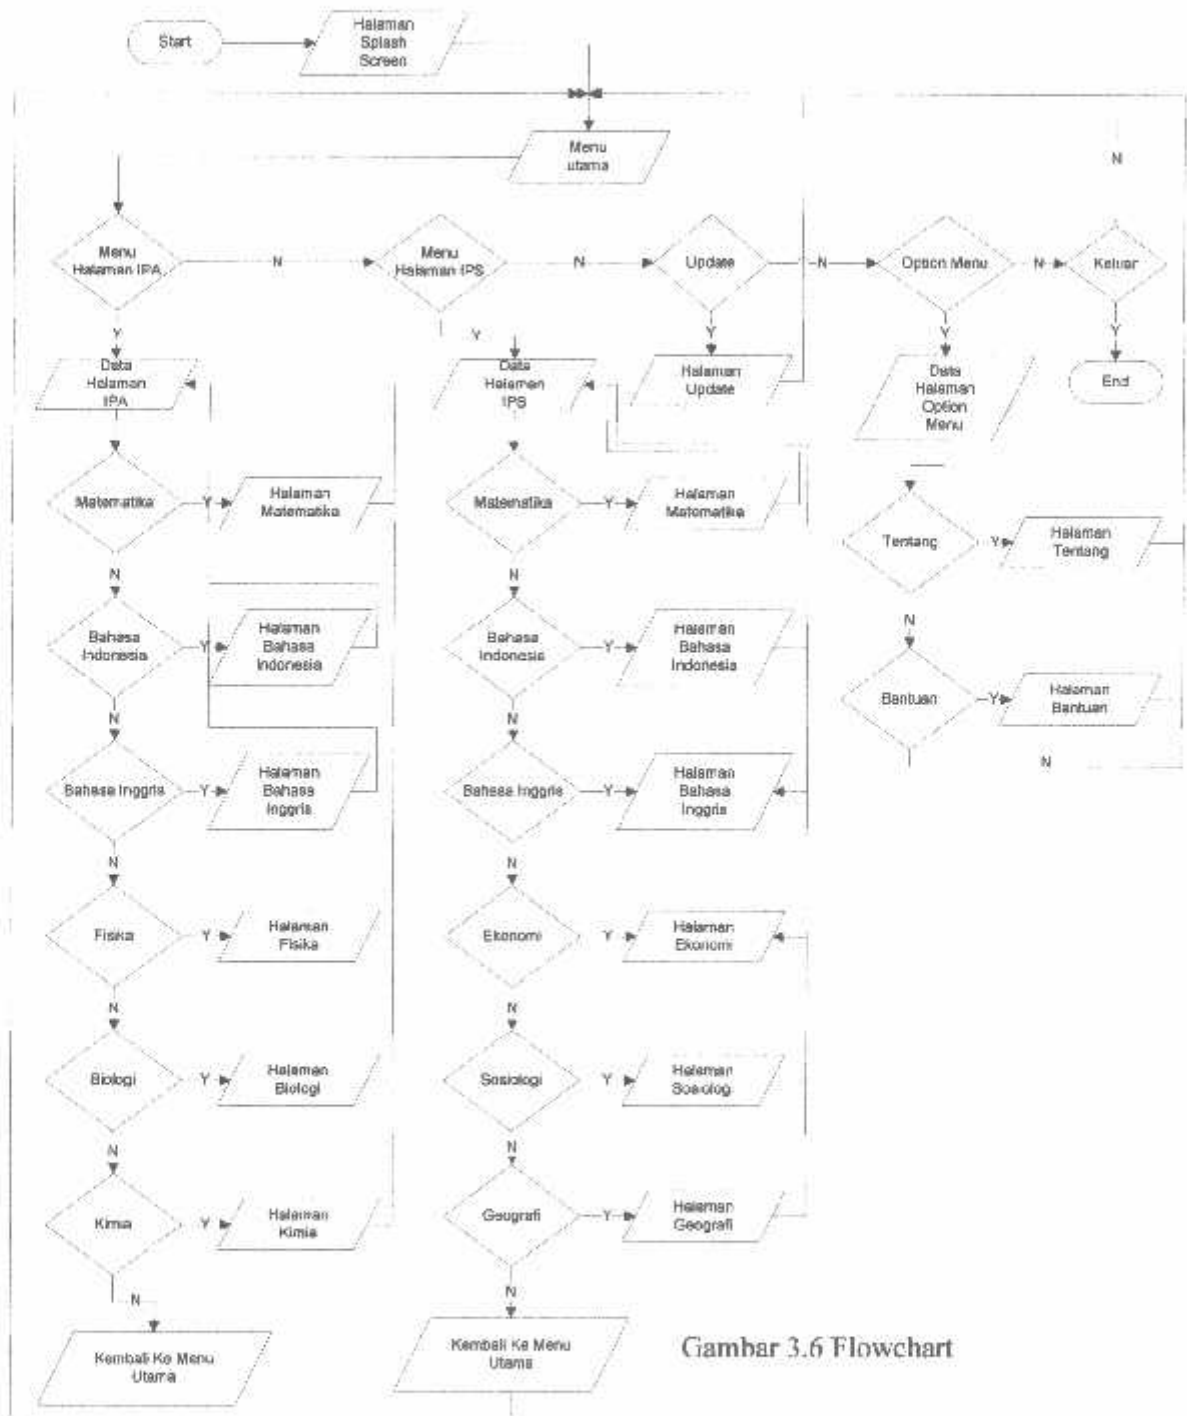 Start
Halaman
Splash
Screen
Menu
utama
N
Menu
Halaman IPA
N
Menu
Halaman IPS
N
Update
N
Option Menu
N
Keluar
Y
Y
Y
Y
Y
Data
Halaman
IPA
Data
Halaman
IPS
Halaman
Update
Data
Halaman
Option
Menu
End
Matematika
Y
Halaman
Matematika
Matematika
Y
Halaman
Matematika
Tentang
Y
Halaman
Tentang
N
N
N
Bahasa
Indonesia
Y
Halaman
Bahasa
Indonesia
Bahasa
Indonesia
Y
Halaman
Bahasa
Indonesia
Bantuan
Y
Halaman
Bantuan
N
N
N
Bahasa Inggris
Y
Halaman
Bahasa
Inggris
Bahasa Inggris
Y
Halaman
Bahasa
Inggris
N
N
Fisika
Y
Halaman
Fisika
Ekonomi
Y
Halaman
Ekonomi
N
N
Biologi
Y
Halaman
Biologi
Sosiologi
Y
Halaman
Sosiolog
N
N
Kimia
Y
Halaman
Kimia
Geografi
Y
Halaman
Geografi
N
N
Kembali Ke Menu
Utama
Kembali Ke Menu
Utama
Gambar 3.6 Flowchart